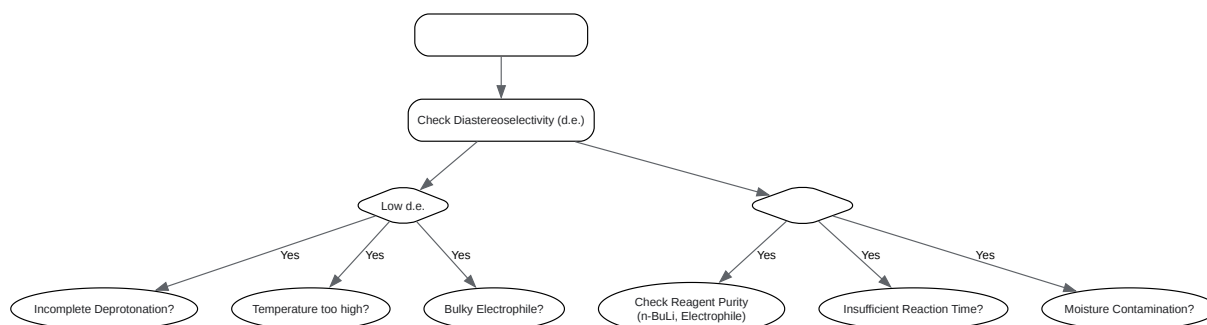 Check Diastereoselectivity (d.e.)
Low d.e.
Yes
Yes
Yes
Yes
Yes
Yes
Incomplete Deprotonation?
Temperature too high?
Bulky Electrophile?
Check Reagent Purity
(n-BuLi, Electrophile)
Insufficient Reaction Time?
Moisture Contamination?